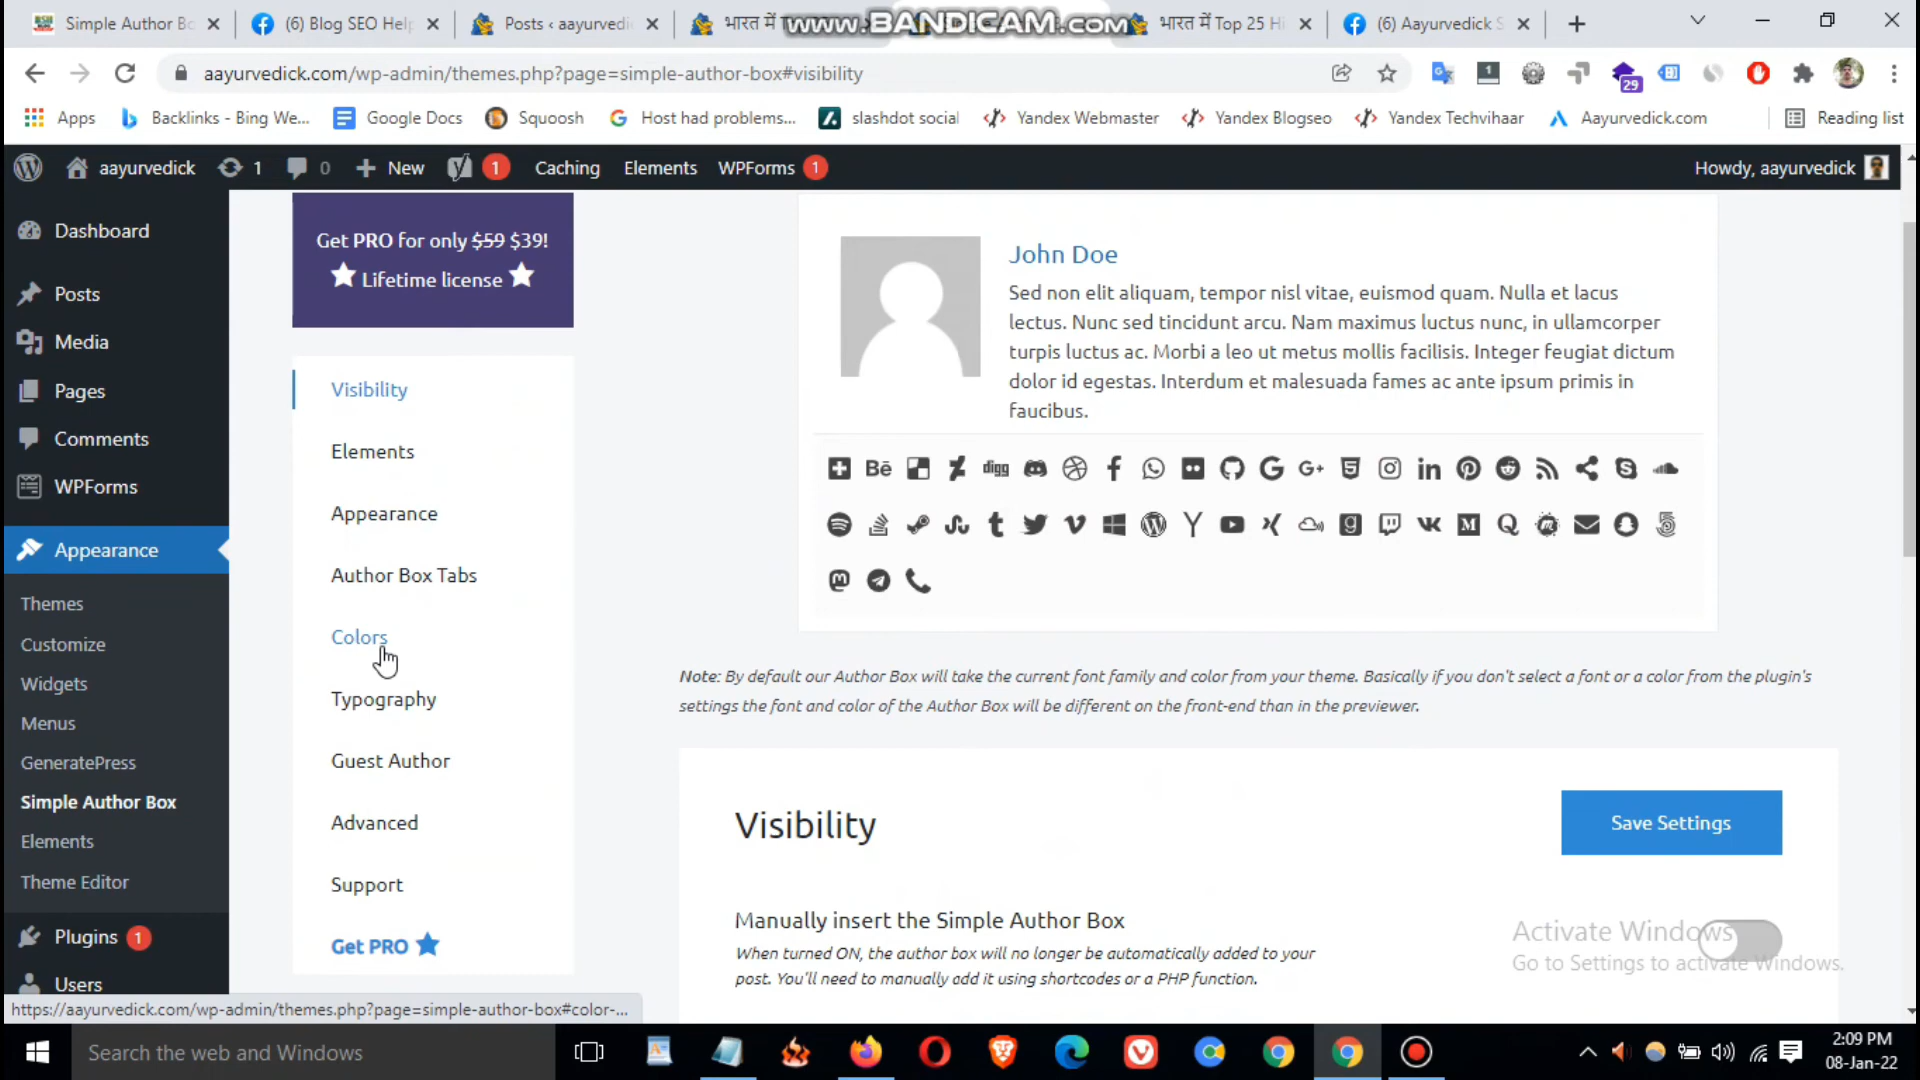 Simple Author Bo
(6) Blog SEO Help
Posts ‹ aayurvedic
भारत में
www.BANDICAM.com
भारत में Top 25 Hi
(6) Aayurvedick S
aayurvedick.com/wp-admin/themes.php?page=simple-author-box#visibility
29
Apps
Backlinks - Bing We...
Google Docs
Squoosh
Host had problems...
slashdot social
Yandex Webmaster
Yandex Blogseo
Yandex Techvihaar
Aayurvedick.com
Reading list
aayurvedick
1
0
New
1
Caching
Elements
WPForms
1
Howdy, aayurvedick
Dashboard
Posts
Media
Pages
Comments
WPForms
Appearance
Themes
Customize
Widgets
Menus
GeneratePress
Simple Author Box
Elements
Theme Editor
Plugins 1
Users
Get PRO for only $59 $39!
Lifetime license
Visibility
Elements
Appearance
Author Box Tabs
Colors
Typography
Guest Author
Advanced
Support
Get PRO
John Doe
Sed non elit aliquam, tempor nisl vitae, euismod quam. Nulla et lacus
lectus. Nunc sed tincidunt arcu. Nam maximus luctus nunc, in ullamcorper
turpis luctus ac. Morbi a leo ut metus mollis facilisis. Integer feugiat dictum
dolor id egestas. Interdum et malesuada fames ac ante ipsum primis in
faucibus.
Note: By default our Author Box will take the current font family and color from your theme. Basically if you don't select a font or a color from the plugin's
settings the font and color of the Author Box will be different on the front-end than in the previewer.
Visibility
Save Settings
Manually insert the Simple Author Box
When turned ON, the author box will no longer be automatically added to your
post. You'll need to manually add it using shortcodes or a PHP function.
Activate Windows
Go to Settings to activate Windows.
https://aayurvedick.com/wp-admin/themes.php?page=simple-author-box#color-...
Search the web and Windows
2:09 PM
08-Jan-22